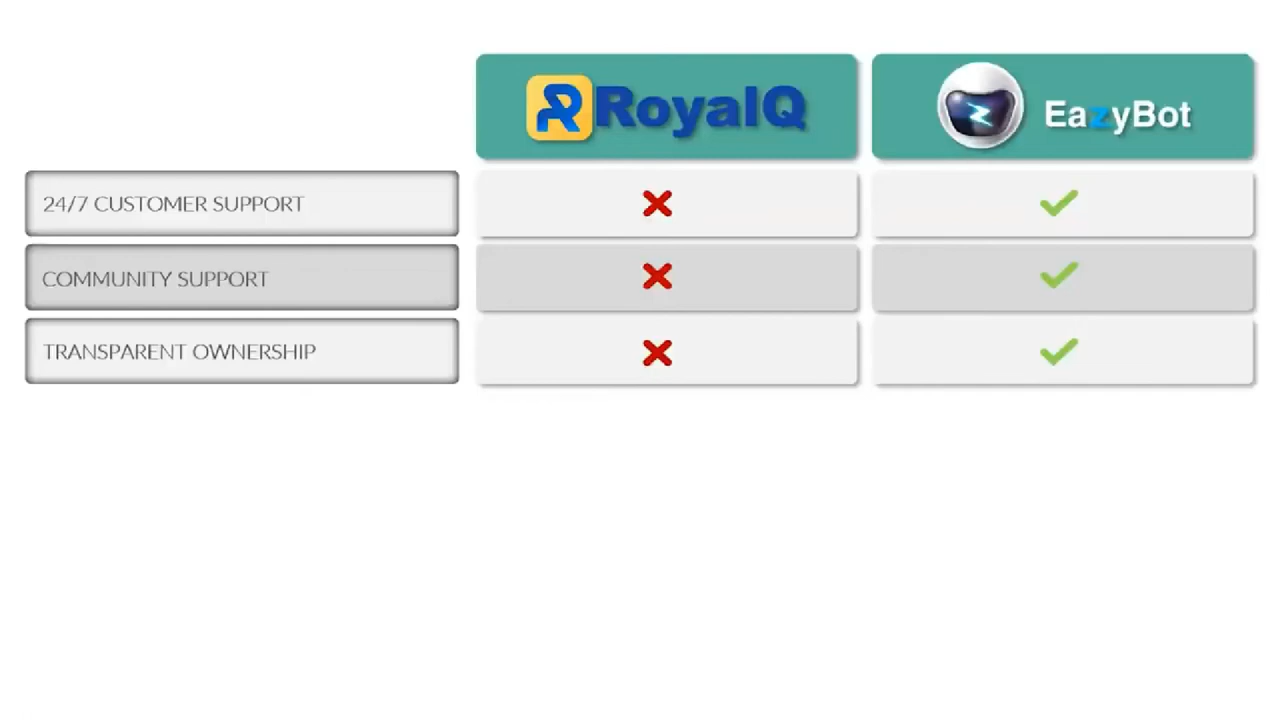 RoyalQ
EazyBot
24/7 CUSTOMER SUPPORT
COMMUNITY SUPPORT
TRANSPARENT OWNERSHIP